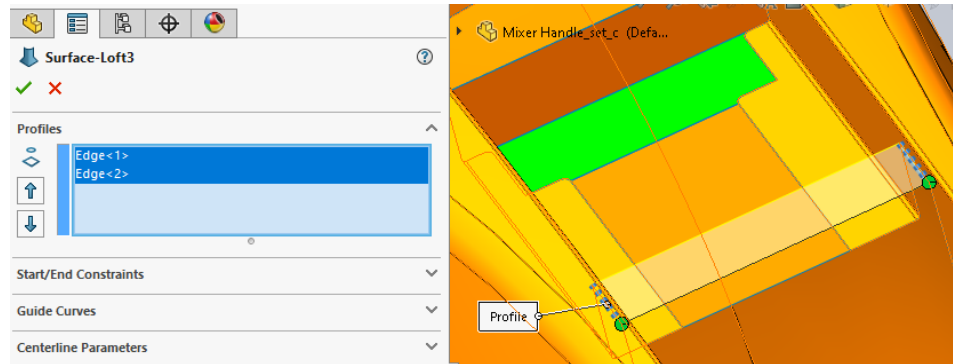 Surface-Loft3
Profiles
Edge<1>
Edge<2>
Start/End Constraints
Guide Curves
Centerline Parameters
Mixer Handle_set_c (Defa...
Profile